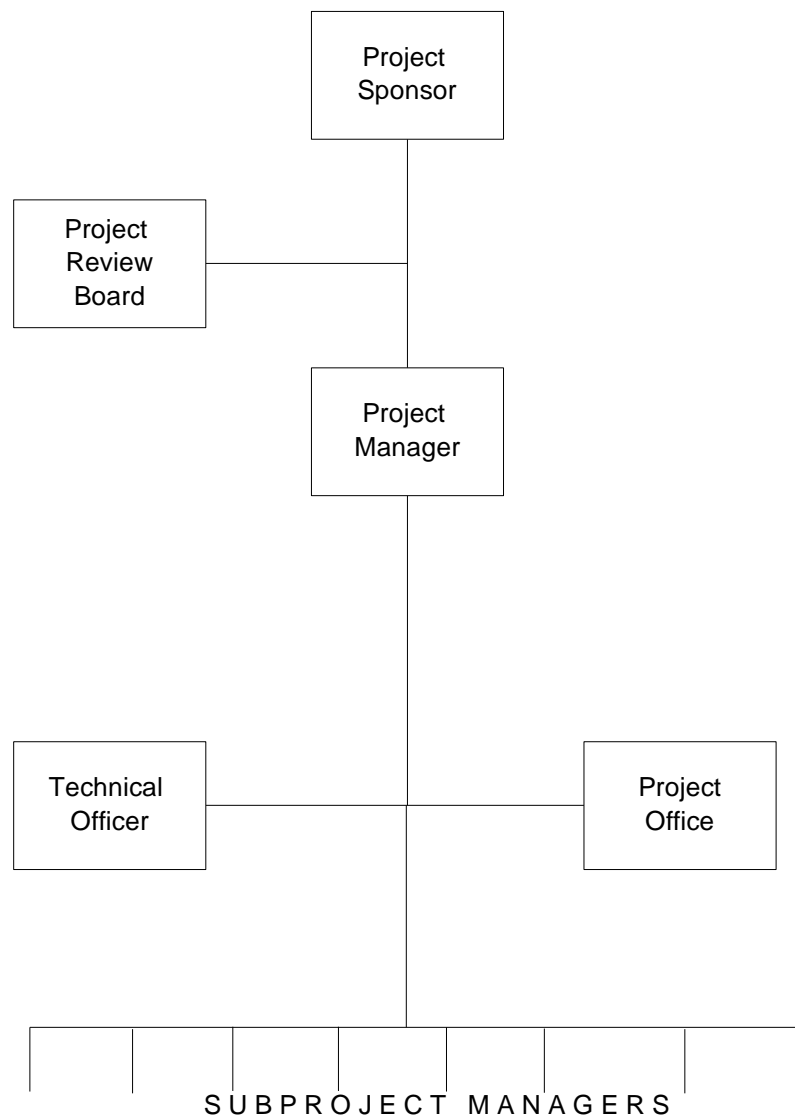 Project
Sponsor
Project
Review
Board
Project
Manager
Technical
Officer
Project
Office
SUBPROJECT MANAGERS